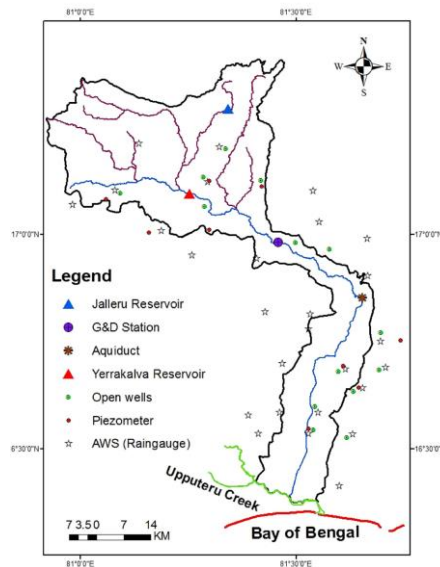 81°0'0"E 81°30'0"E
N
W E
S
17°0'0"N 17°0'0"N
Legend
Jalleru Reservoir
G&D Station
Aquiduct
Yerrakalva Reservoir
Open wells
Piezometer
AWS (Raingauge)
16°30'0"N 16°30'0"N
Upputeru Creek
7 3.5 0 7 14
KM
Bay of Bengal
81°0'0"E 81°30'0"E